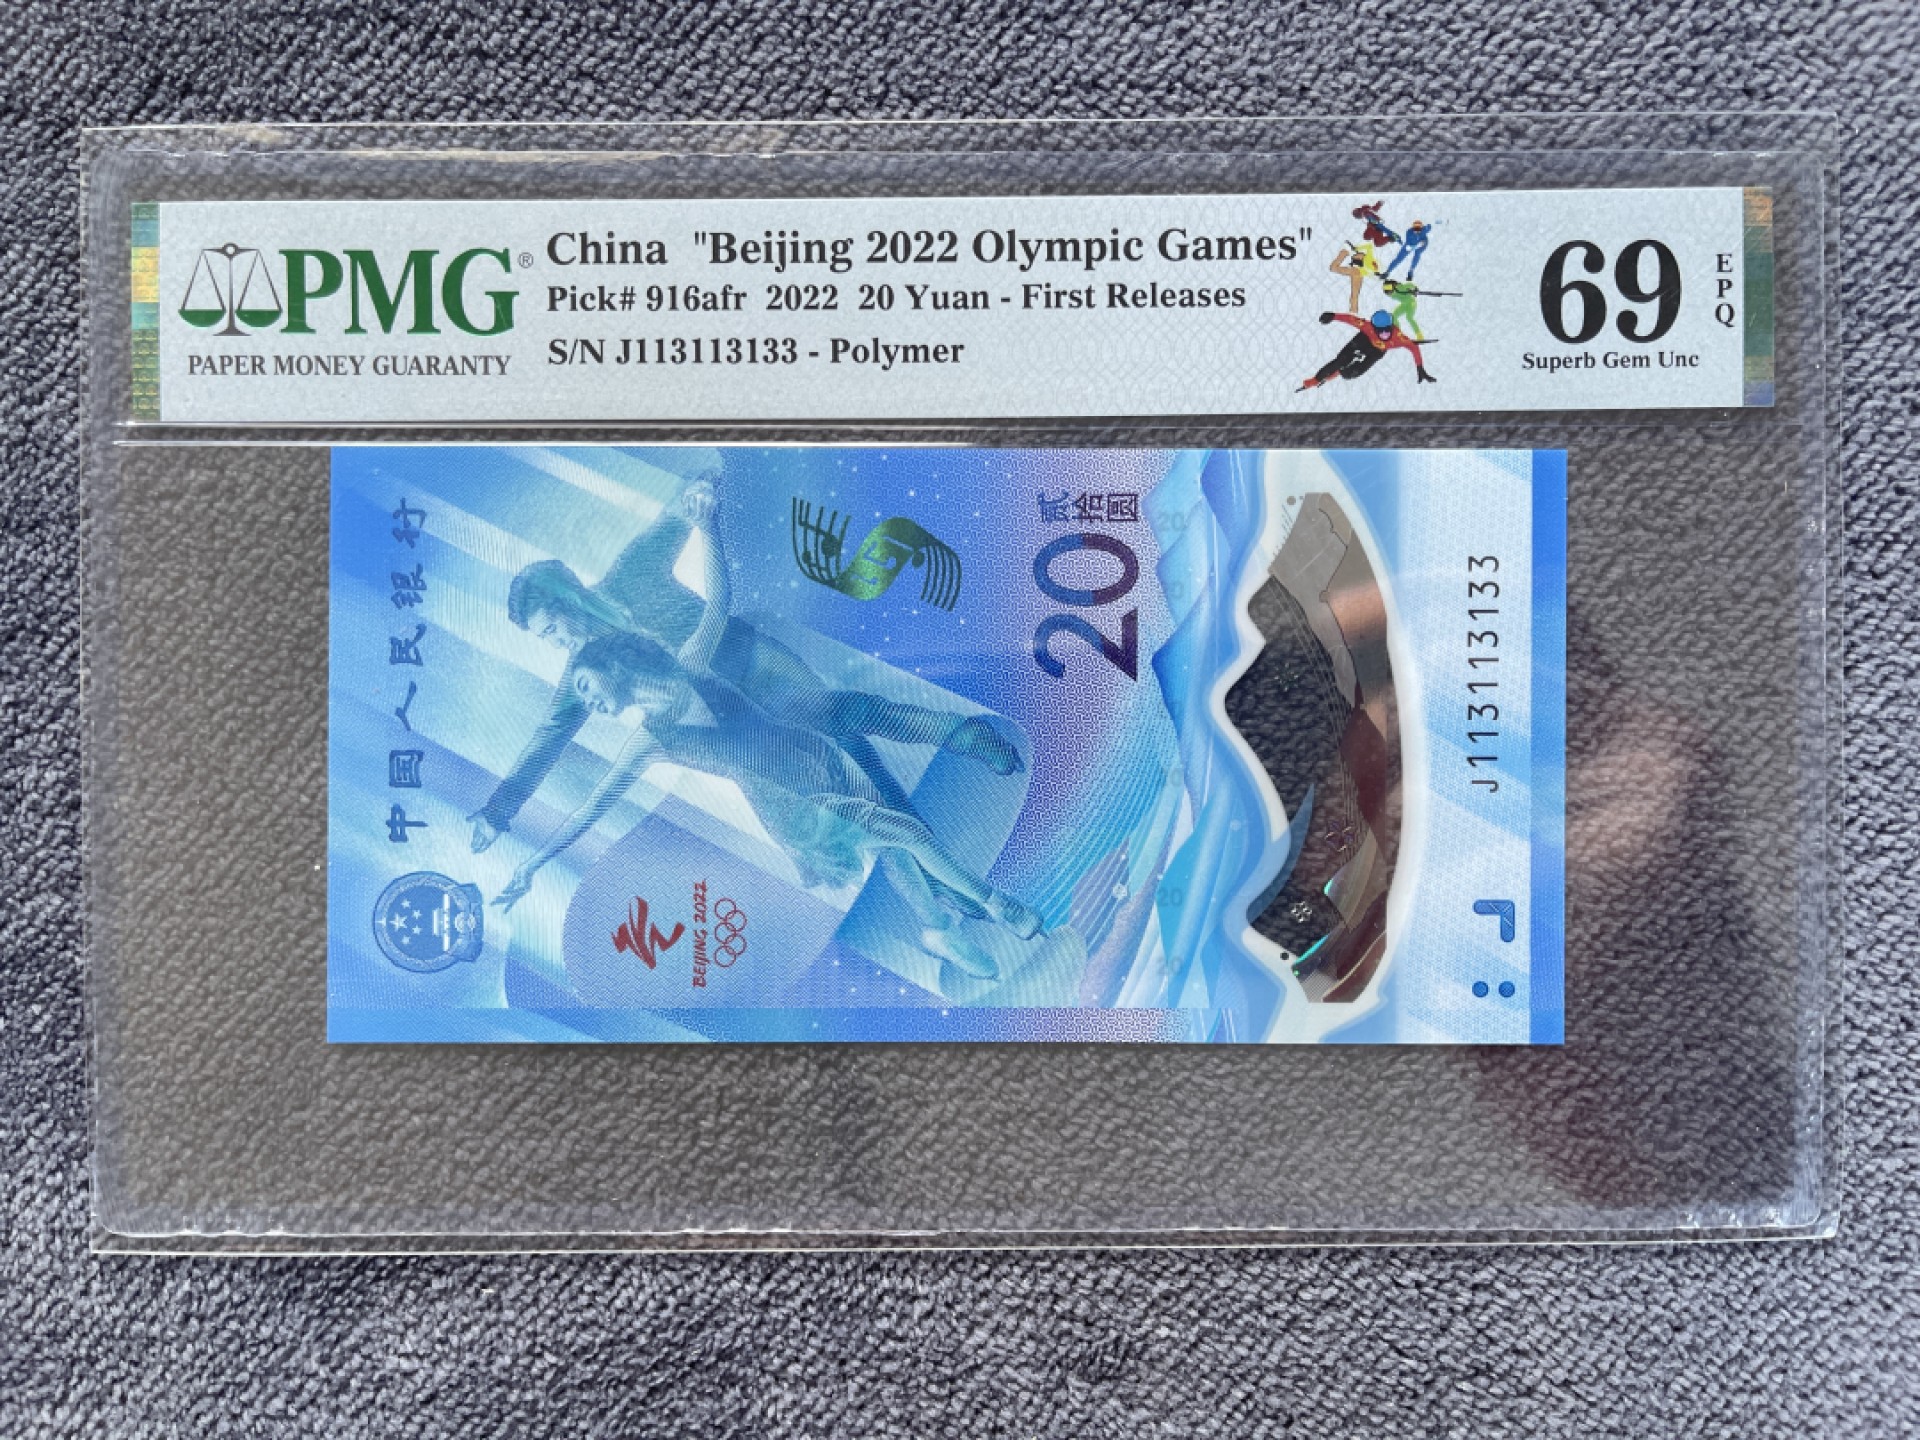 PMG®
PAPER MONEY GUARANTY
China "Beijing 2022 Olympic Games"
Pick# 916afr 2022 20 Yuan - First Releases
S/N J113113133 - Polymer
69
EPQ
Superb Gem Unc
中国人民银行
BEIJING 2022
贰拾圆
20
J113113133